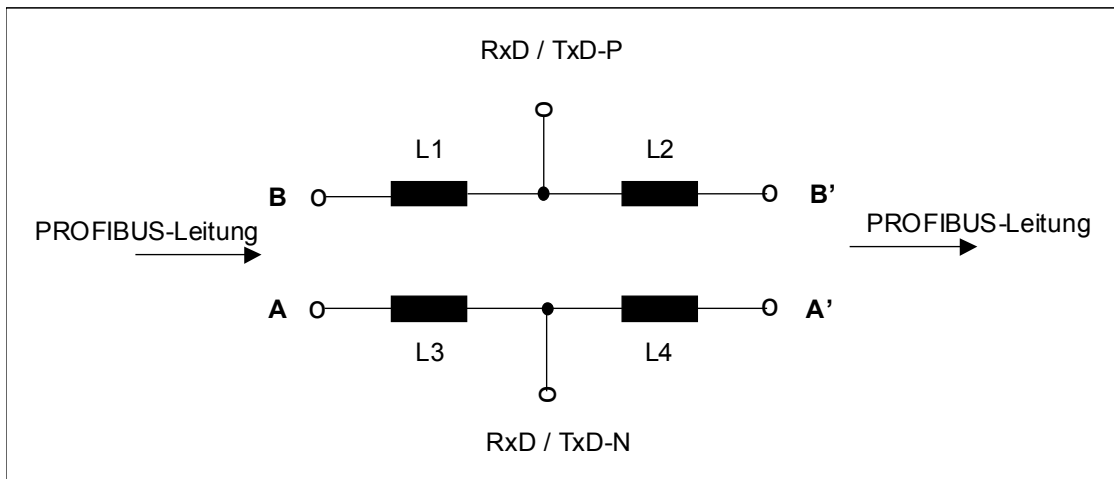 RxD / TxD-P
L1 L2
B B’
PROFIBUS-Leitung PROFIBUS-Leitung
A A’
L3 L4
RxD / TxD-N